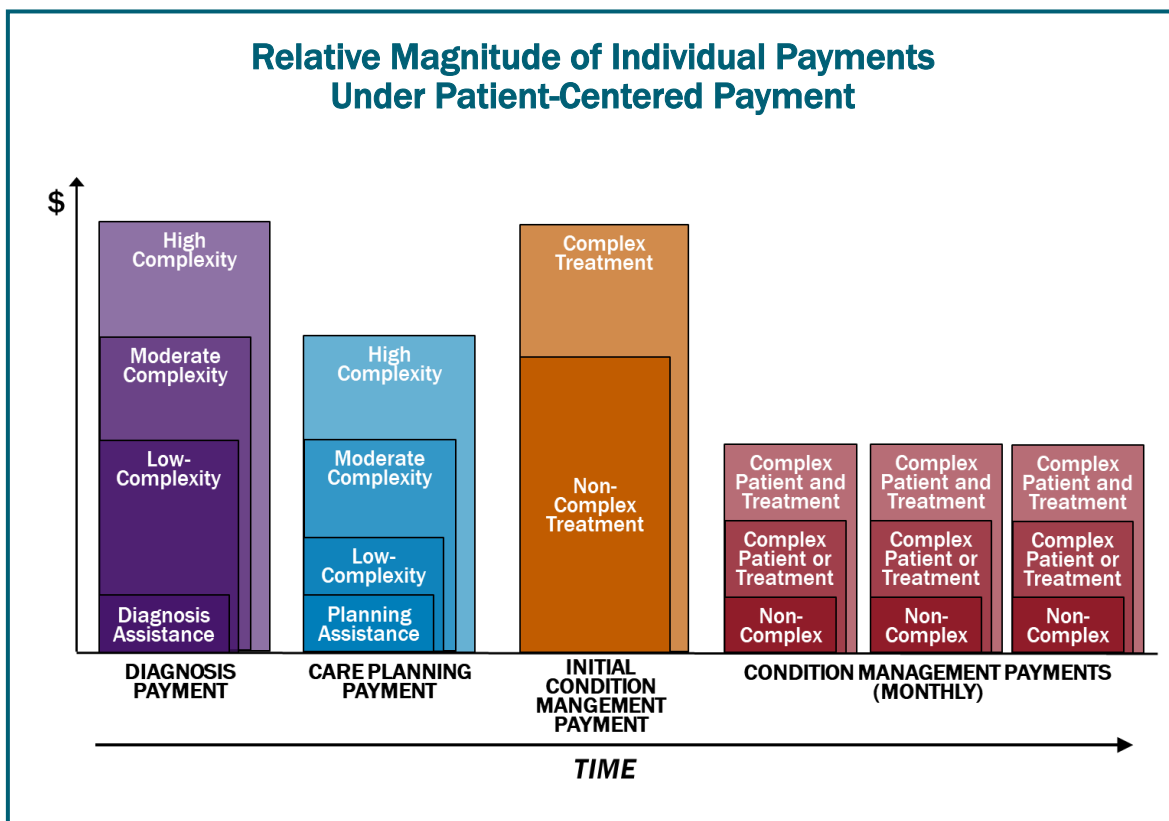 Relative Magnitude of Individual Payments
Under Patient-Centered Payment
$
High
Complexity
Moderate
Complexity
Low-
Complexity
Diagnosis
Assistance
High
Complexity
Moderate
Complexity
Low-
Complexity
Planning
Assistance
Complex
Treatment
Non-
Complex
Treatment
Complex
Patient and
Treatment
Complex
Patient or
Treatment
Non-
Complex
Complex
Patient and
Treatment
Complex
Patient or
Treatment
Non-
Complex
Complex
Patient and
Treatment
Complex
Patient or
Treatment
Non-
Complex
DIAGNOSIS
PAYMENT
CARE PLANNING
PAYMENT
INITIAL
CONDITION
MANGEMENT
PAYMENT
CONDITION MANAGEMENT PAYMENTS
(MONTHLY)
TIME